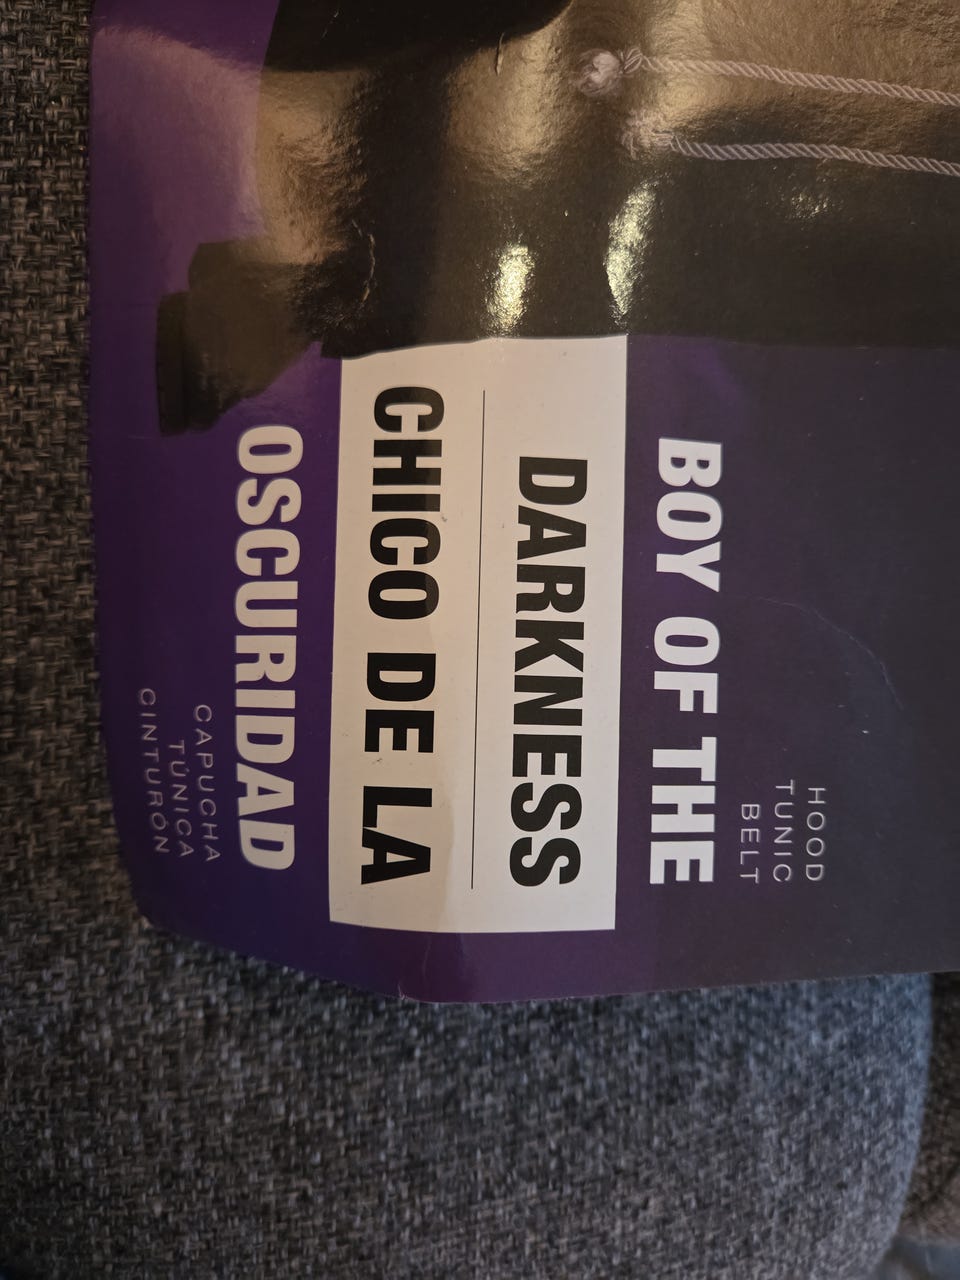 HOOD
TUNIC
BELT
BOY OF THE
DARKNESS
CHICO DE LA
OSCURIDAD
CAPUCHA
TÚNICA
CINTURÓN